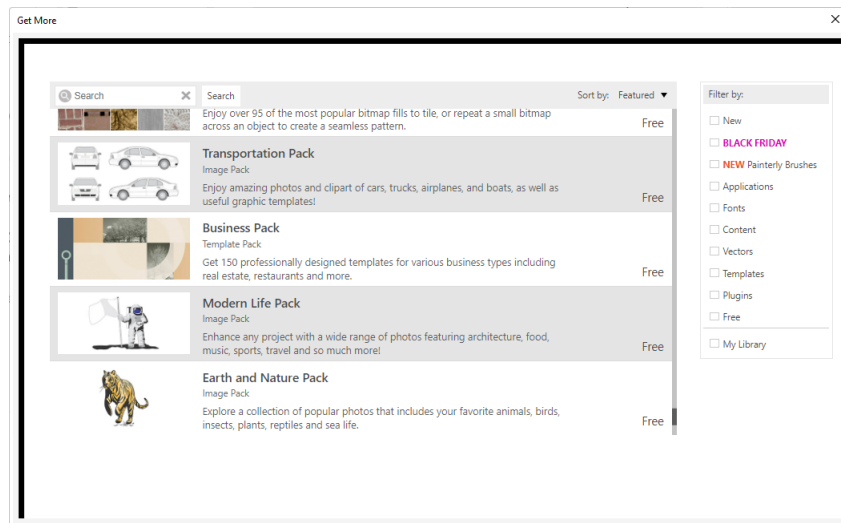 Get More
Search
Search
Sort by: Featured
Enjoy over 95 of the most popular bitmap fills to tile, or repeat a small bitmap
across an object to create a seamless pattern.
Free
Transportation Pack
Image Pack
Enjoy amazing photos and clipart of cars, trucks, airplanes, and boats, as well as
useful graphic templates!
Free
Business Pack
Template Pack
Get 150 professionally designed templates for various business types including
real estate, restaurants and more.
Free
Modern Life Pack
Image Pack
Enhance any project with a wide range of photos featuring architecture, food,
music, sports, travel and so much more!
Free
Earth and Nature Pack
Image Pack
Explore a collection of popular photos that includes your favorite animals, birds,
insects, plants, reptiles and sea life.
Free
Filter by:
New
BLACK FRIDAY
NEW Painterly Brushes
Applications
Fonts
Content
Vectors
Templates
Plugins
Free
My Library